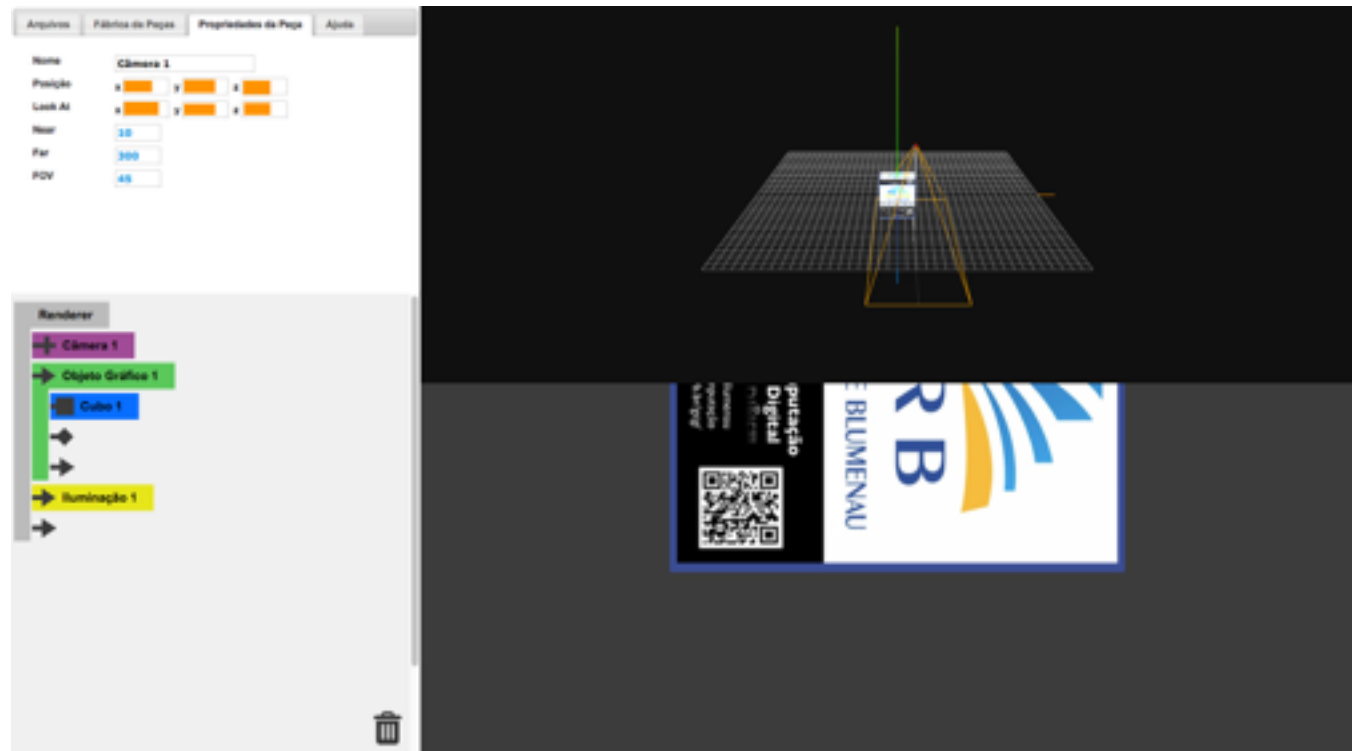 Arquivos Fábrica de Peças Propriedades da Peça Ajuda
Nome Câmera 1
Posição x y z
Look At x y z
Near 10
Far 300
FOV 45
Renderer
Câmera 1
Objeto Gráfico 1
Cubo 1
Iluminação 1
putação
Digital
R B
E BLUMENAU